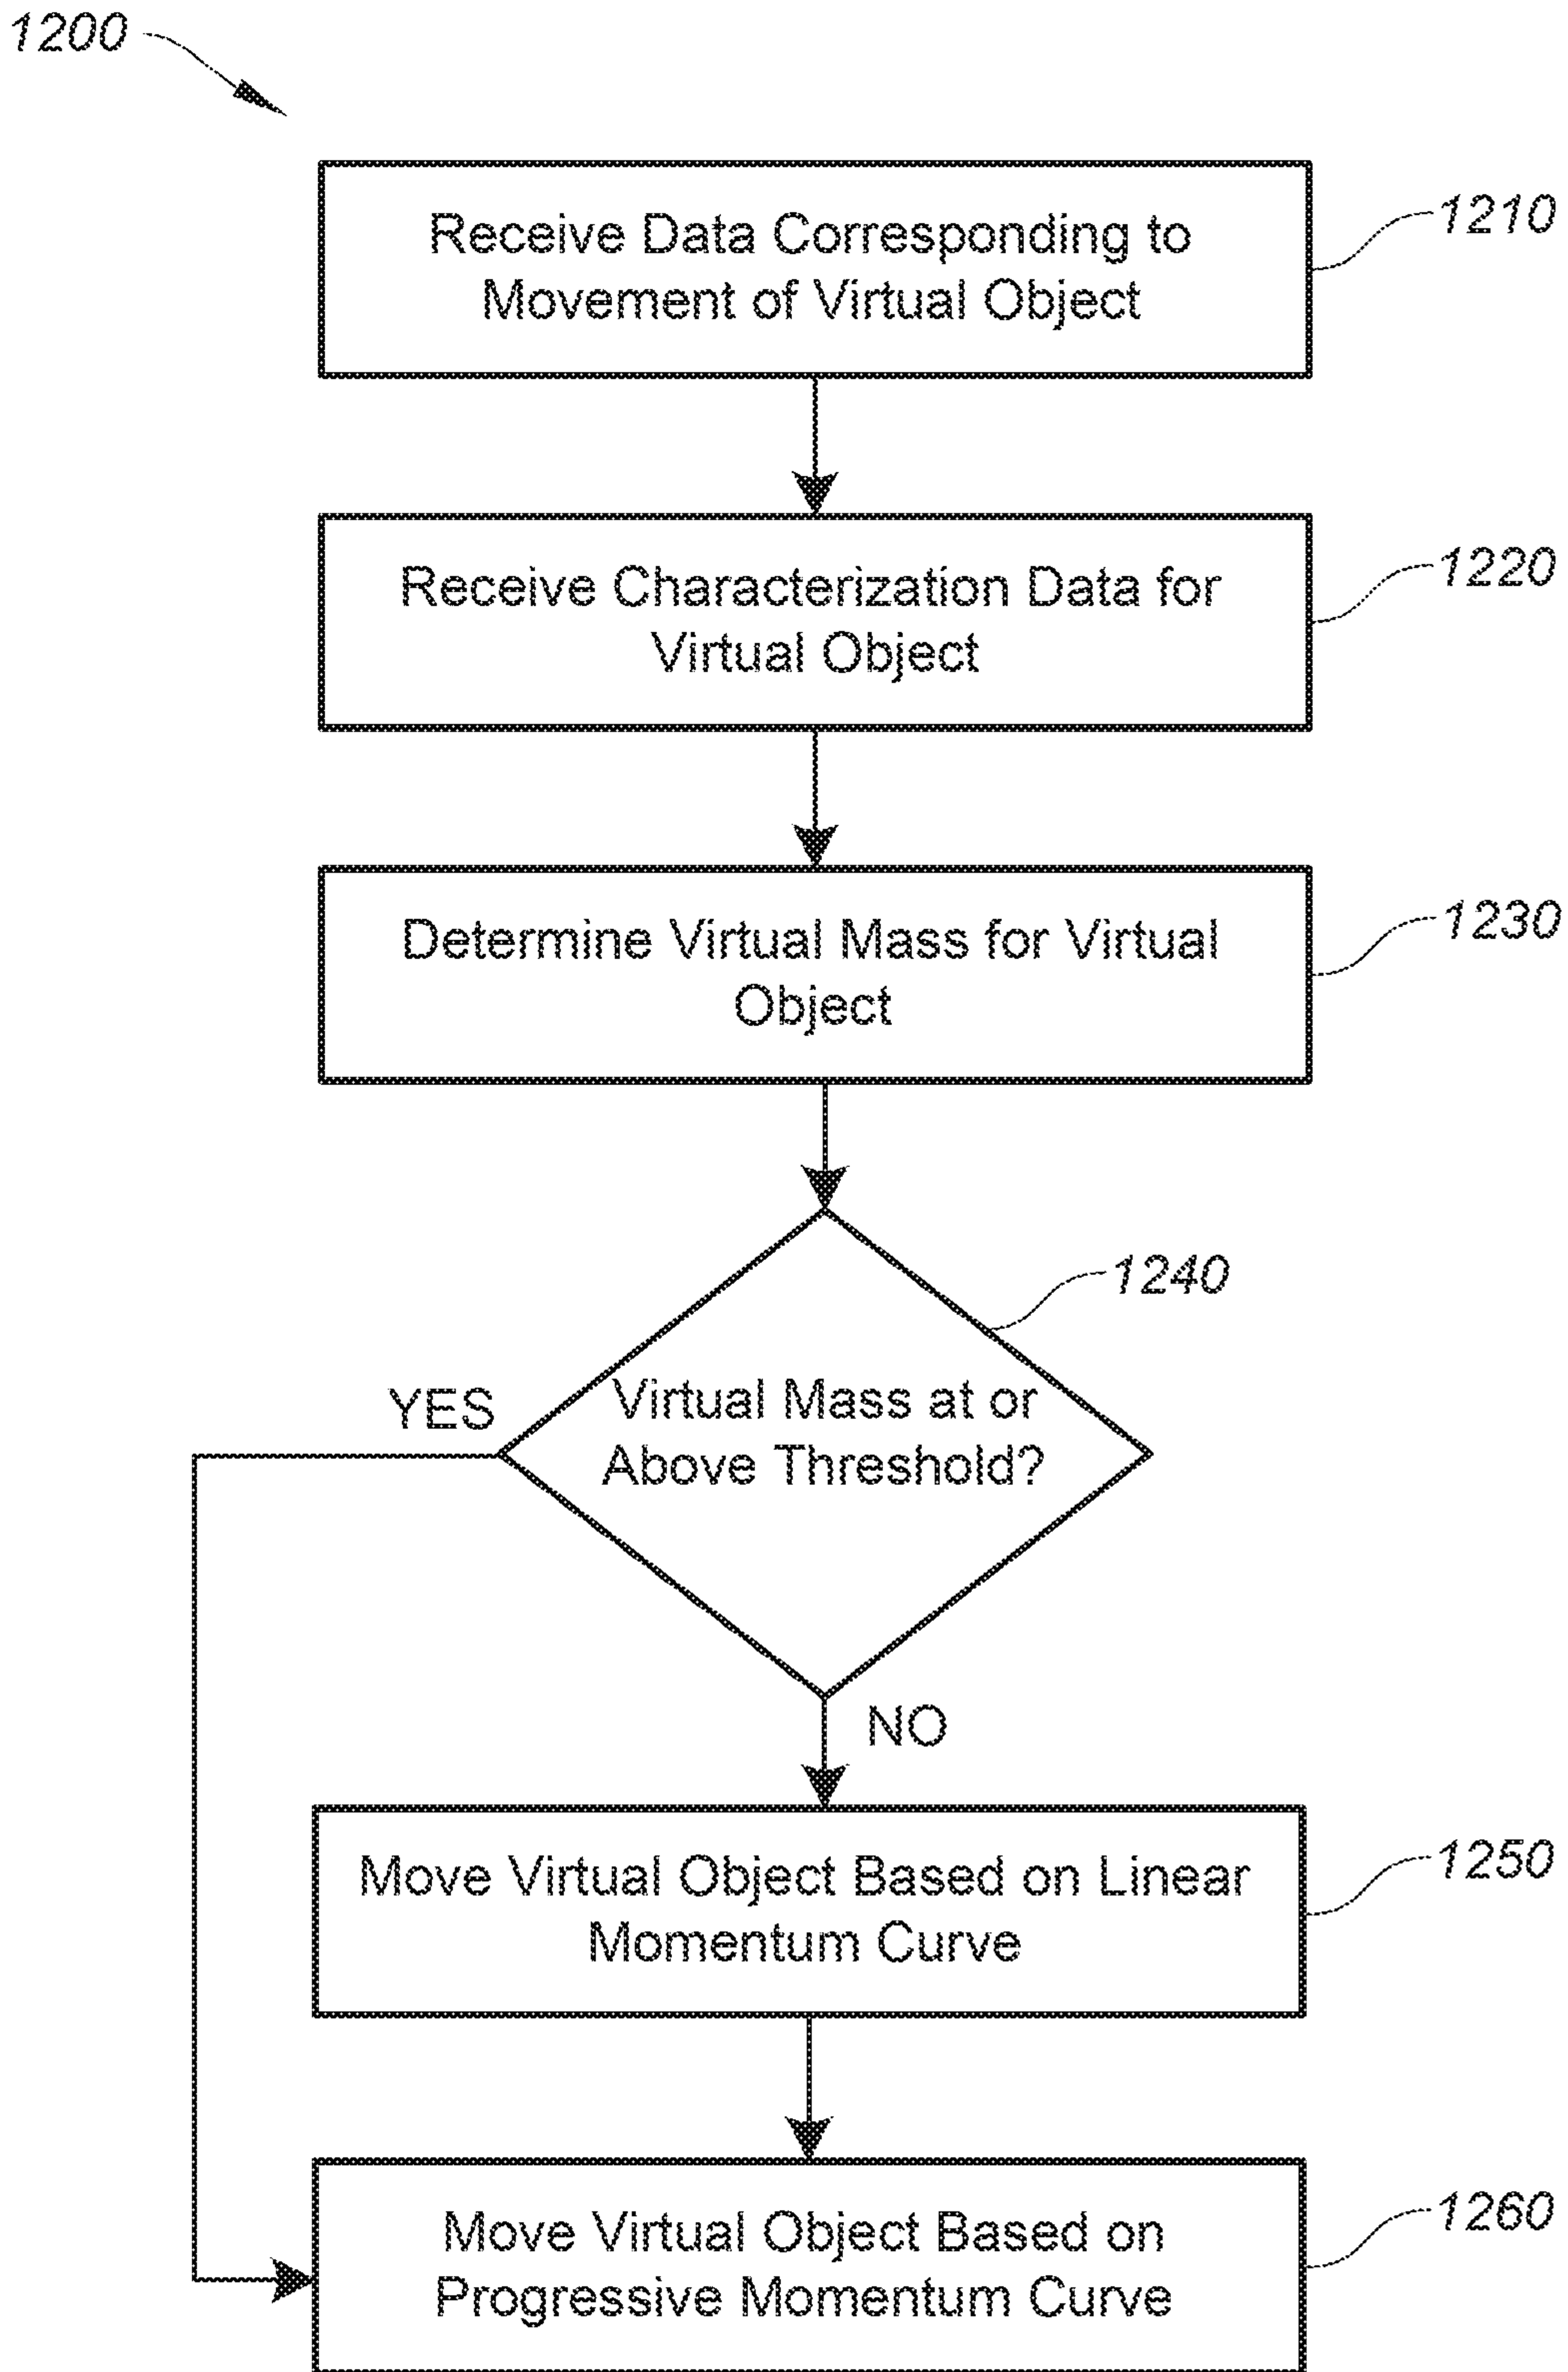 1200
Receive Data Corresponding to
Movement of Virtual Object
1210
Receive Characterization Data for
Virtual Object
1220
Determine Virtual Mass for Virtual
Object
1230
1240
YES
Virtual Mass at or
Above Threshold?
NO
Move Virtual Object Based on Linear
Momentum Curve
1250
Move Virtual Object Based on
Progressive Momentum Curve
1260